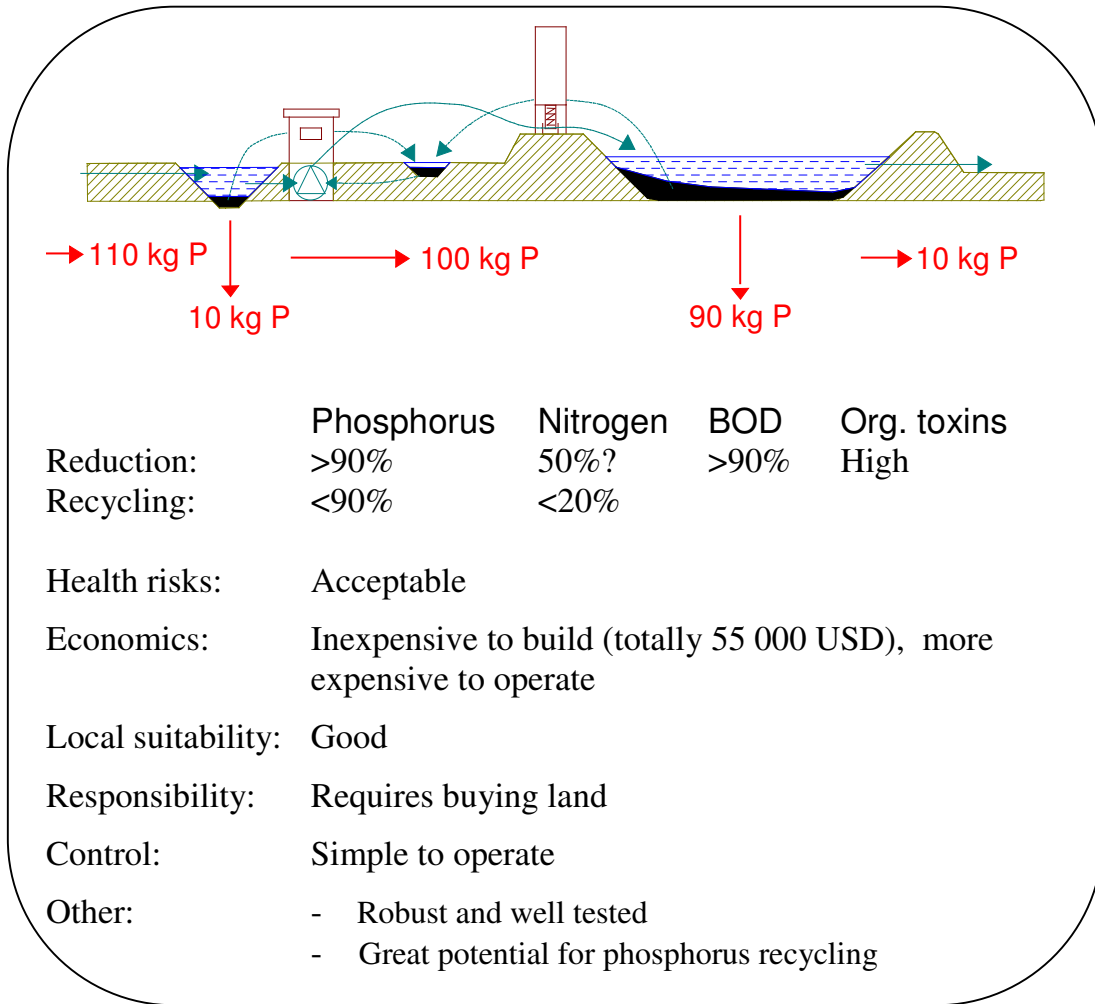 110 kg P
100 kg P
10 kg P
10 kg P
90 kg P
Phosphorus Nitrogen BOD Org. toxins
Reduction: >90% 50%? >90% High
Recycling: <90% <20%
Health risks: Acceptable
Economics: Inexpensive to build (totally 55 000 USD), more
expensive to operate
Local suitability: Good
Responsibility: Requires buying land
Control: Simple to operate
Other: - Robust and well tested
- Great potential for phosphorus recycling